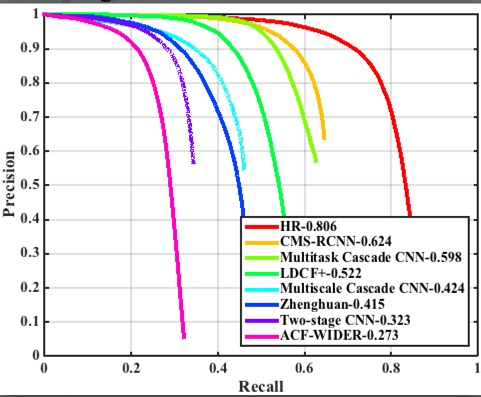 1
0.9
0.8
0.7
0.6
0.5
0.4
0.3
0.2
0.1
0
Precision
HR-0.806
CMS-RCNN-0.624
Multitask Cascade CNN-0.598
LDCF+-0.522
Multiscale Cascade CNN-0.424
Zhenghuan-0.415
Two-stage CNN-0.323
ACF-WIDER-0.273
0 0.2 0.4 0.6 0.8 1
Recall